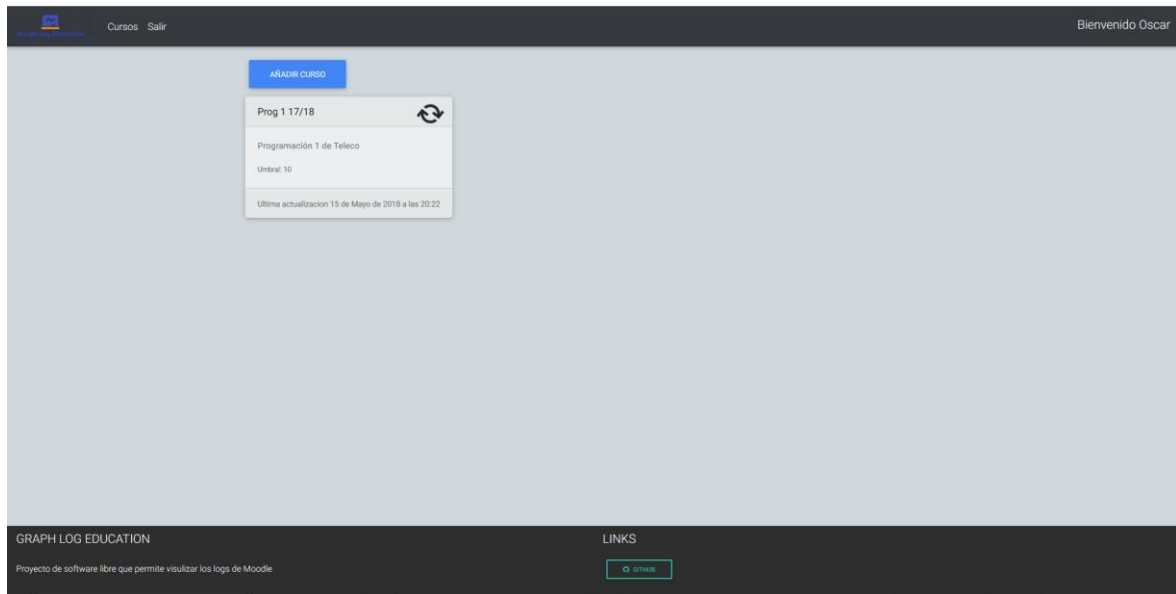 Cursos Salir
Bienvenido Oscar
AÑADIR CURSO
Prog 1 17/18
Programación 1 de Teleco
Umbral: 10
Ultima actualizacion 15 de Mayo de 2018 a las 20:22
GRAPH LOG EDUCATION
LINKS
Proyecto de software libre que permite visulizar los logs de Moodle
GITHUB